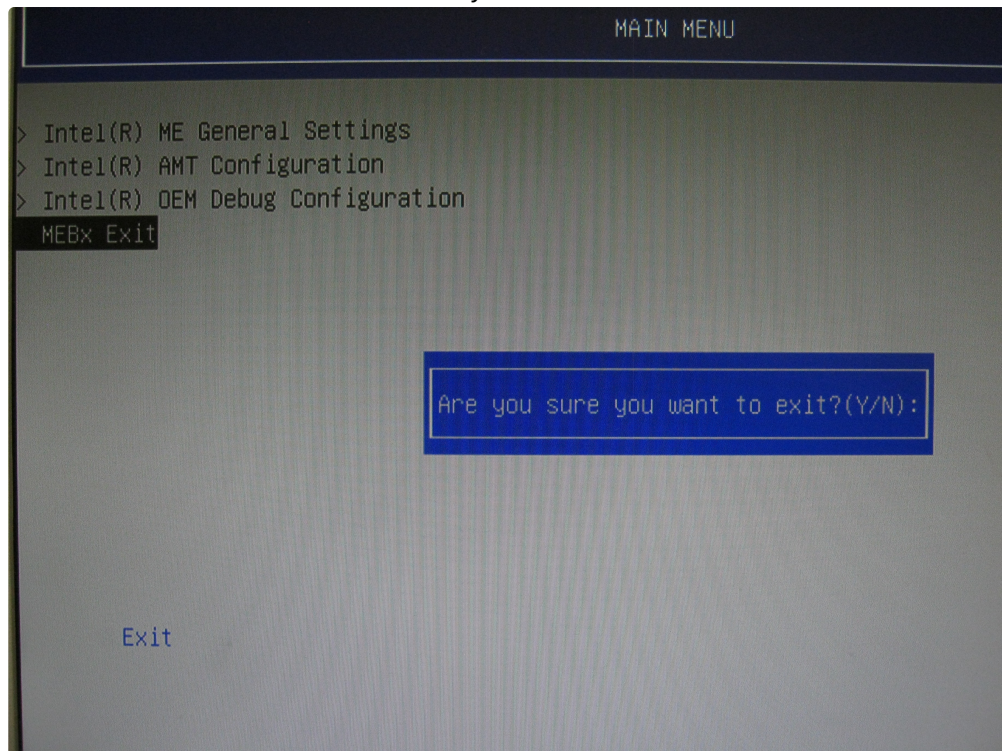 MAIN MENU
> Intel(R) ME General Settings
> Intel(R) AMT Configuration
> Intel(R) OEM Debug Configuration
MEBx Exit
Are you sure you want to exit?(Y/N):
Exit